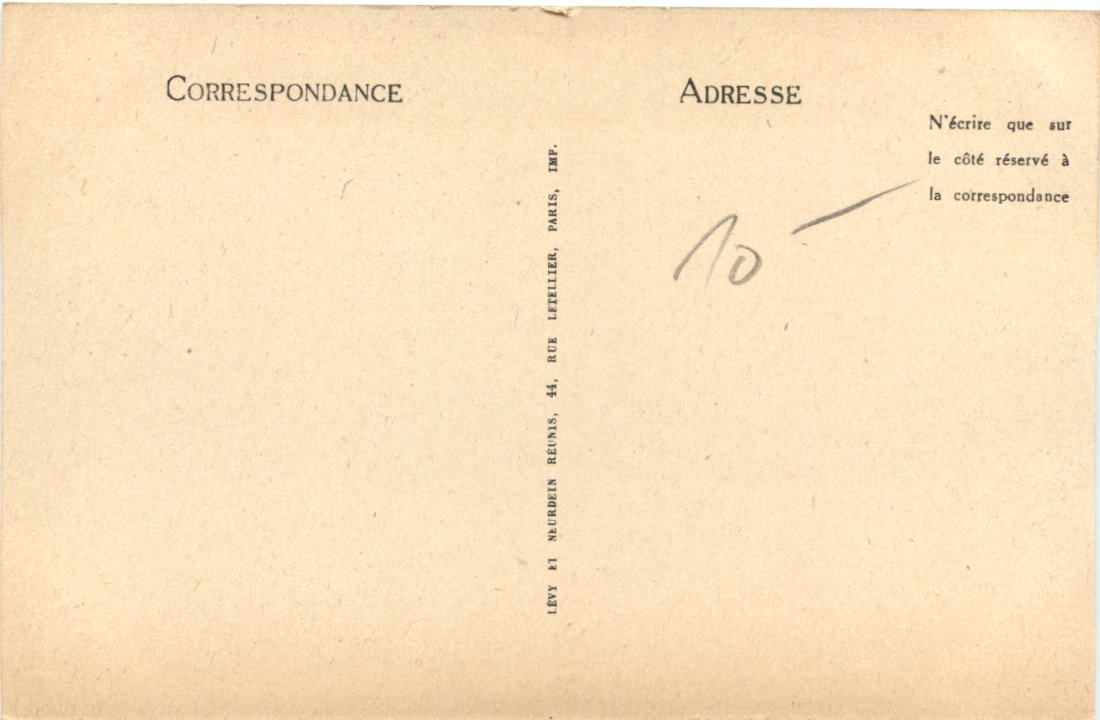 CORRESPONDANCE
ADRESSE
N'écrire que sur
le côté réservé à
la correspondance
10 —
LÉVY ET NEURDEIN RÉUNIS, 44, RUE LETELLIER, PARIS, IMP.